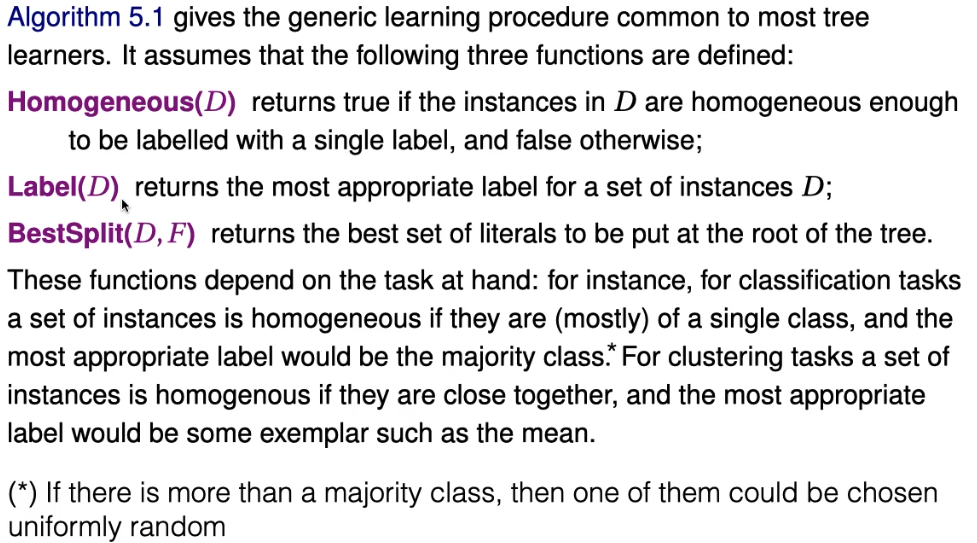 Algorithm 5.1 gives the generic learning procedure common to most tree
learners. It assumes that the following three functions are defined:
Homogeneous(D) returns true if the instances in D are homogeneous enough
to be labelled with a single label, and false otherwise;
Label(D) returns the most appropriate label for a set of instances D;
BestSplit(D, F) returns the best set of literals to be put at the root of the tree.
These functions depend on the task at hand: for instance, for classification tasks
a set of instances is homogeneous if they are (mostly) of a single class, and the
most appropriate label would be the majority class.* For clustering tasks a set of
instances is homogenous if they are close together, and the most appropriate
label would be some exemplar such as the mean.
(*) If there is more than a majority class, then one of them could be chosen
uniformly random